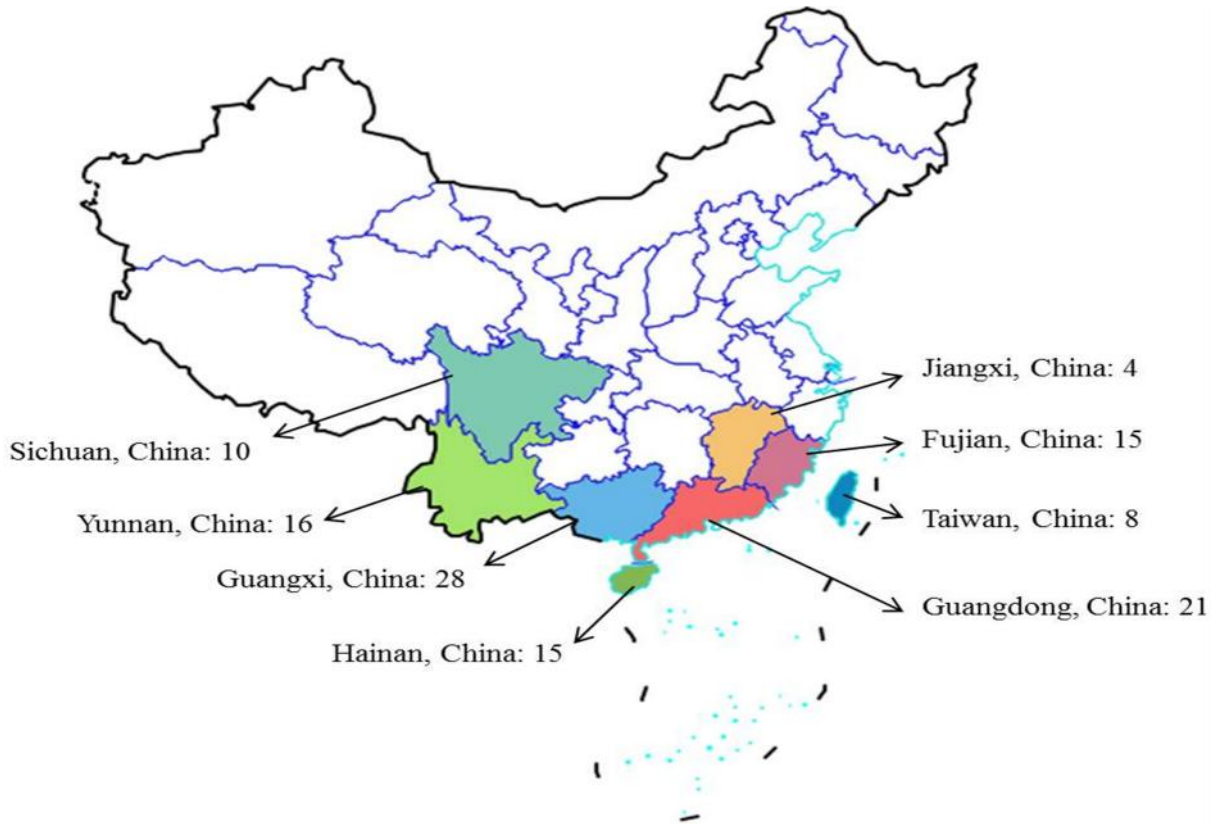 Jiangxi, China: 4
Fujian, China: 15
Sichuan, China: 10
Taiwan, China: 8
Yunnan, China: 16
Guangxi, China: 28
Guangdong, China: 21
Hainan, China: 15